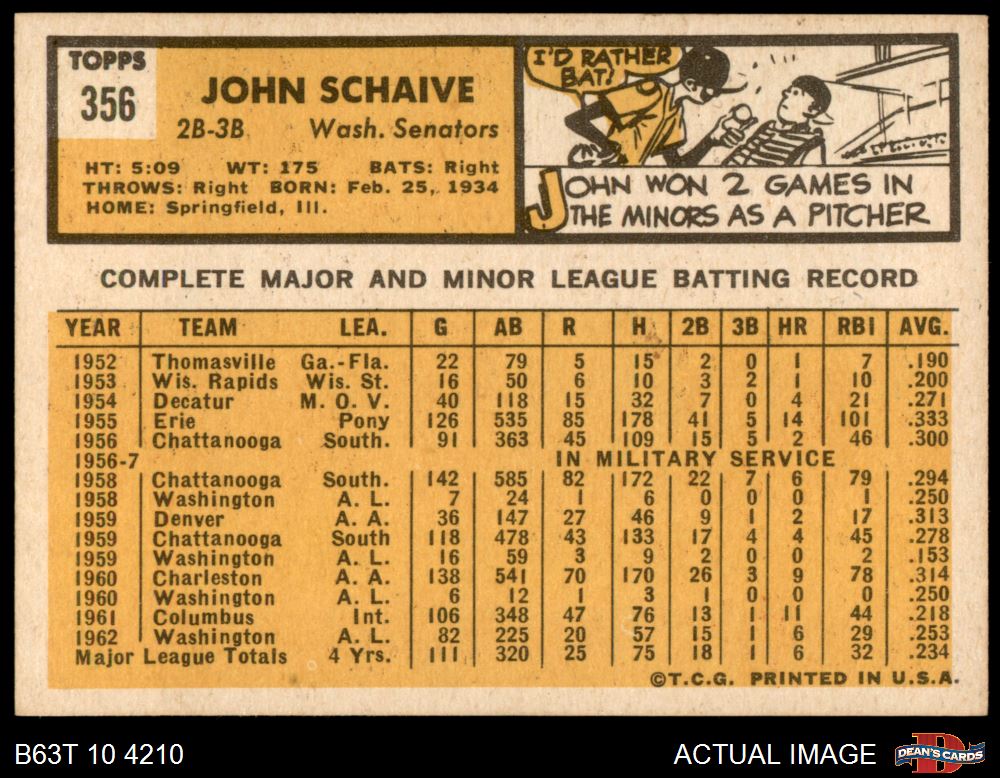 TOPPS
356
JOHN SCHAIVE
2B-3B Wash. Senators
HT: 5:09 WT: 175 BATS: Right
THROWS: Right BORN: Feb. 25, 1934
HOME: Springfield, Ill.
I'D RATHER
BAT!
JOHN WON 2 GAMES IN
THE MINORS AS A PITCHER
COMPLETE MAJOR AND MINOR LEAGUE BATTING RECORD
YEAR TEAM LEA. G AB R H 2B 3B HR RBI AVG.
1952 Thomasville Ga.-Fla. 22 79 5 15 2 0 1 7 .190
1953 Wis. Rapids Wis. St. 16 50 6 10 3 2 1 10 .200
1954 Decatur M. O. V. 40 118 15 32 7 0 4 21 .271
1955 Erie Pony 126 535 85 178 41 5 14 101 .333
1956 Chattanooga South. 91 363 45 109 15 5 2 46 .300
1956-7 IN MILITARY SERVICE
1958 Chattanooga South. 142 585 82 172 22 7 6 79 .294
1958 Washington A. L. 7 24 1 6 0 0 0 1 .250
1959 Denver A. A. 36 147 27 46 9 1 2 17 .313
1959 Chattanooga South 118 478 43 133 17 4 4 45 .278
1959 Washington A. L. 16 59 3 9 2 0 0 2 .153
1960 Charleston A. A. 138 541 70 170 26 3 9 78 .314
1960 Washington A. L. 6 12 1 3 1 0 0 0 .250
1961 Columbus Int. 106 348 47 76 13 1 11 44 .218
1962 Washington A. L. 82 225 20 57 15 1 6 29 .253
Major League Totals 4 Yrs. 111 320 25 75 18 1 6 32 .234
©T.C.G. PRINTED IN U.S.A.
B63T 10 4210 ACTUAL IMAGE DEAN'S CARDS